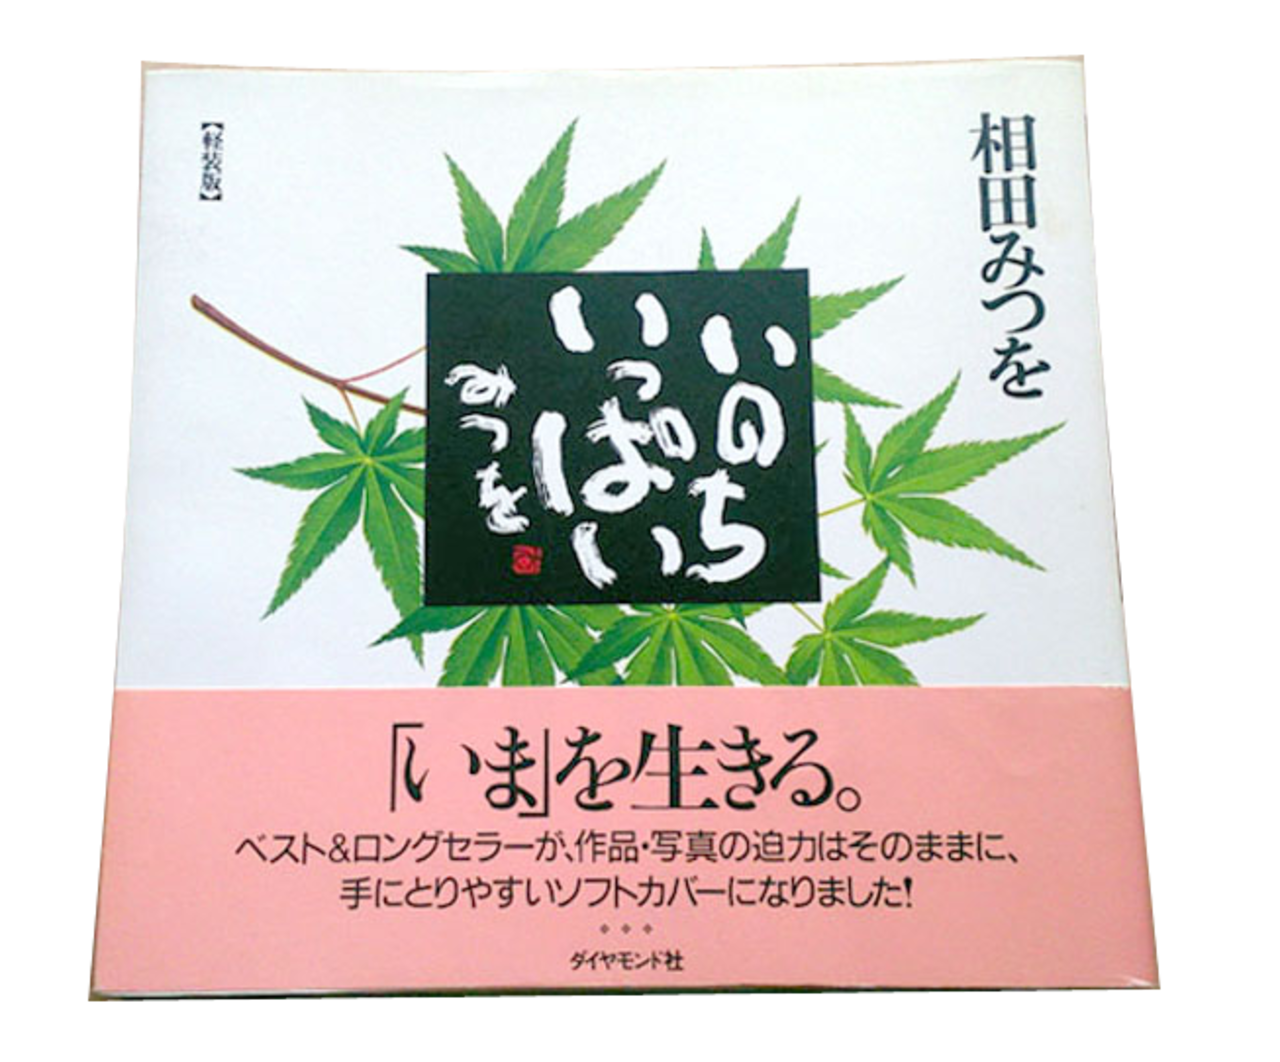 相田みつを
【軽装版】
いのち
いっぱい
みつを
「いま」を生きる。
ベスト&ロングセラーが、作品・写真の迫力はそのままに、
手にとりやすいソフトカバーになりました!
ダイヤモンド社